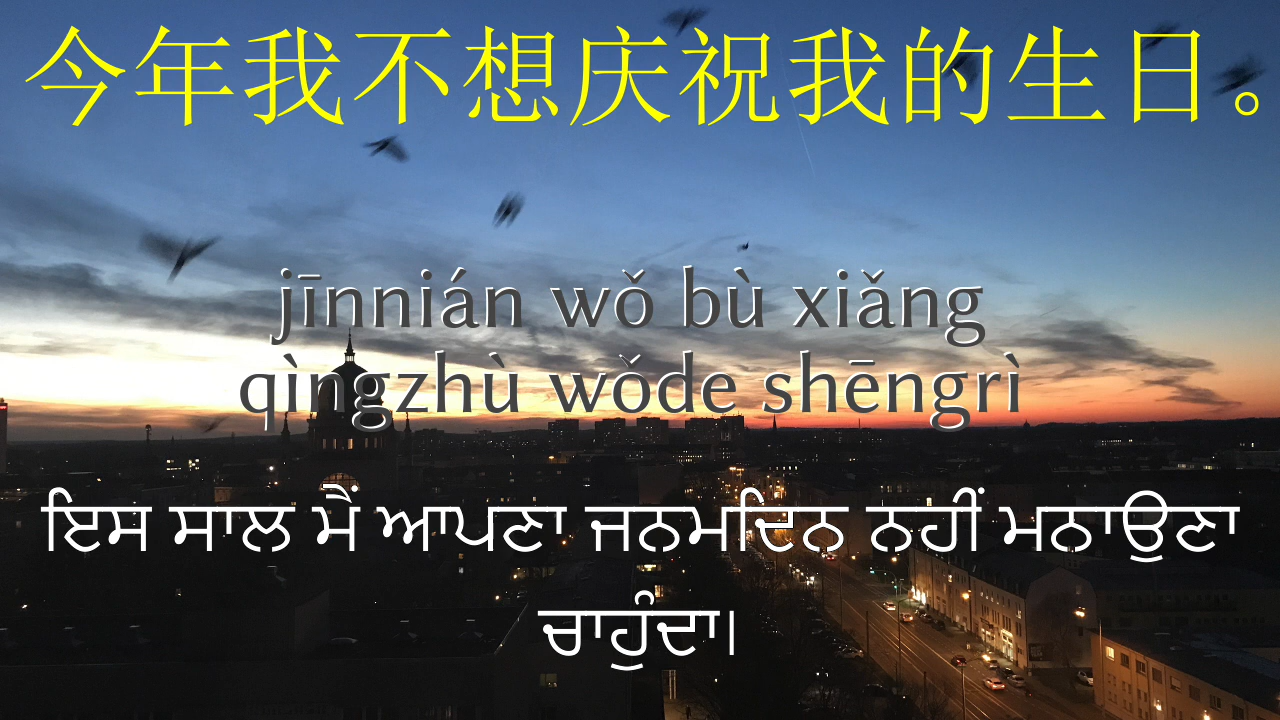 今年我不想庆祝我的生日。
jīnnián wǒ bù xiǎng
qìngzhù wǒde shēngrì
ਇਸ ਸਾਲ ਮੈਂ ਆਪਣਾ ਜਨਮਦਿਨ ਨਹੀਂ ਮਨਾਉਣਾ
ਚਾਹੁੰਦਾ।